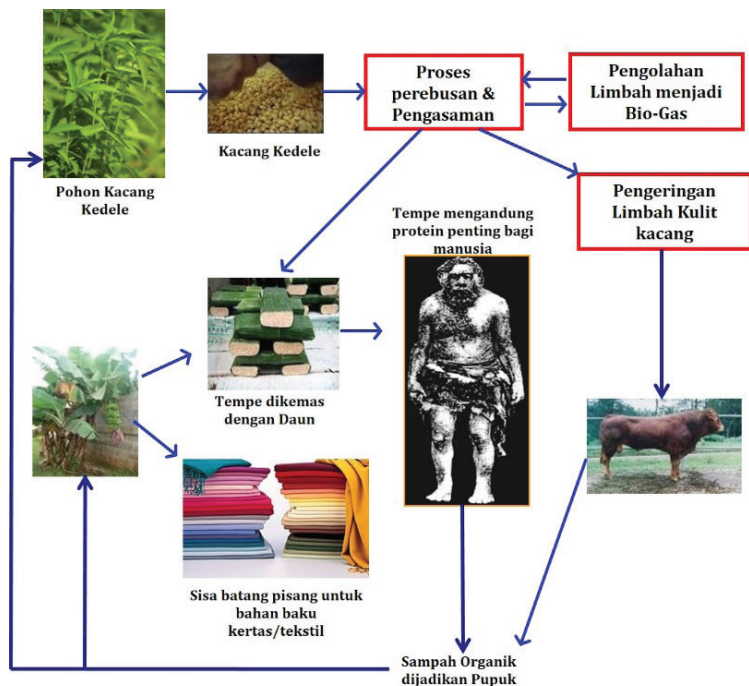 Proses
perebusan &
Pengasaman
Pengolahan
Limbah menjadi
Bio-Gas
Kacang Kedele
Pohon Kacang
Kedele
Pengeringan
Limbah Kulit
kacang
Tempe mengandung
protein penting bagi
manusia
Tempe dikemas
dengan Daun
Sisa batang pisang untuk
bahan baku
kertas/tekstil
Sampah Organik
dijadikan Pupuk